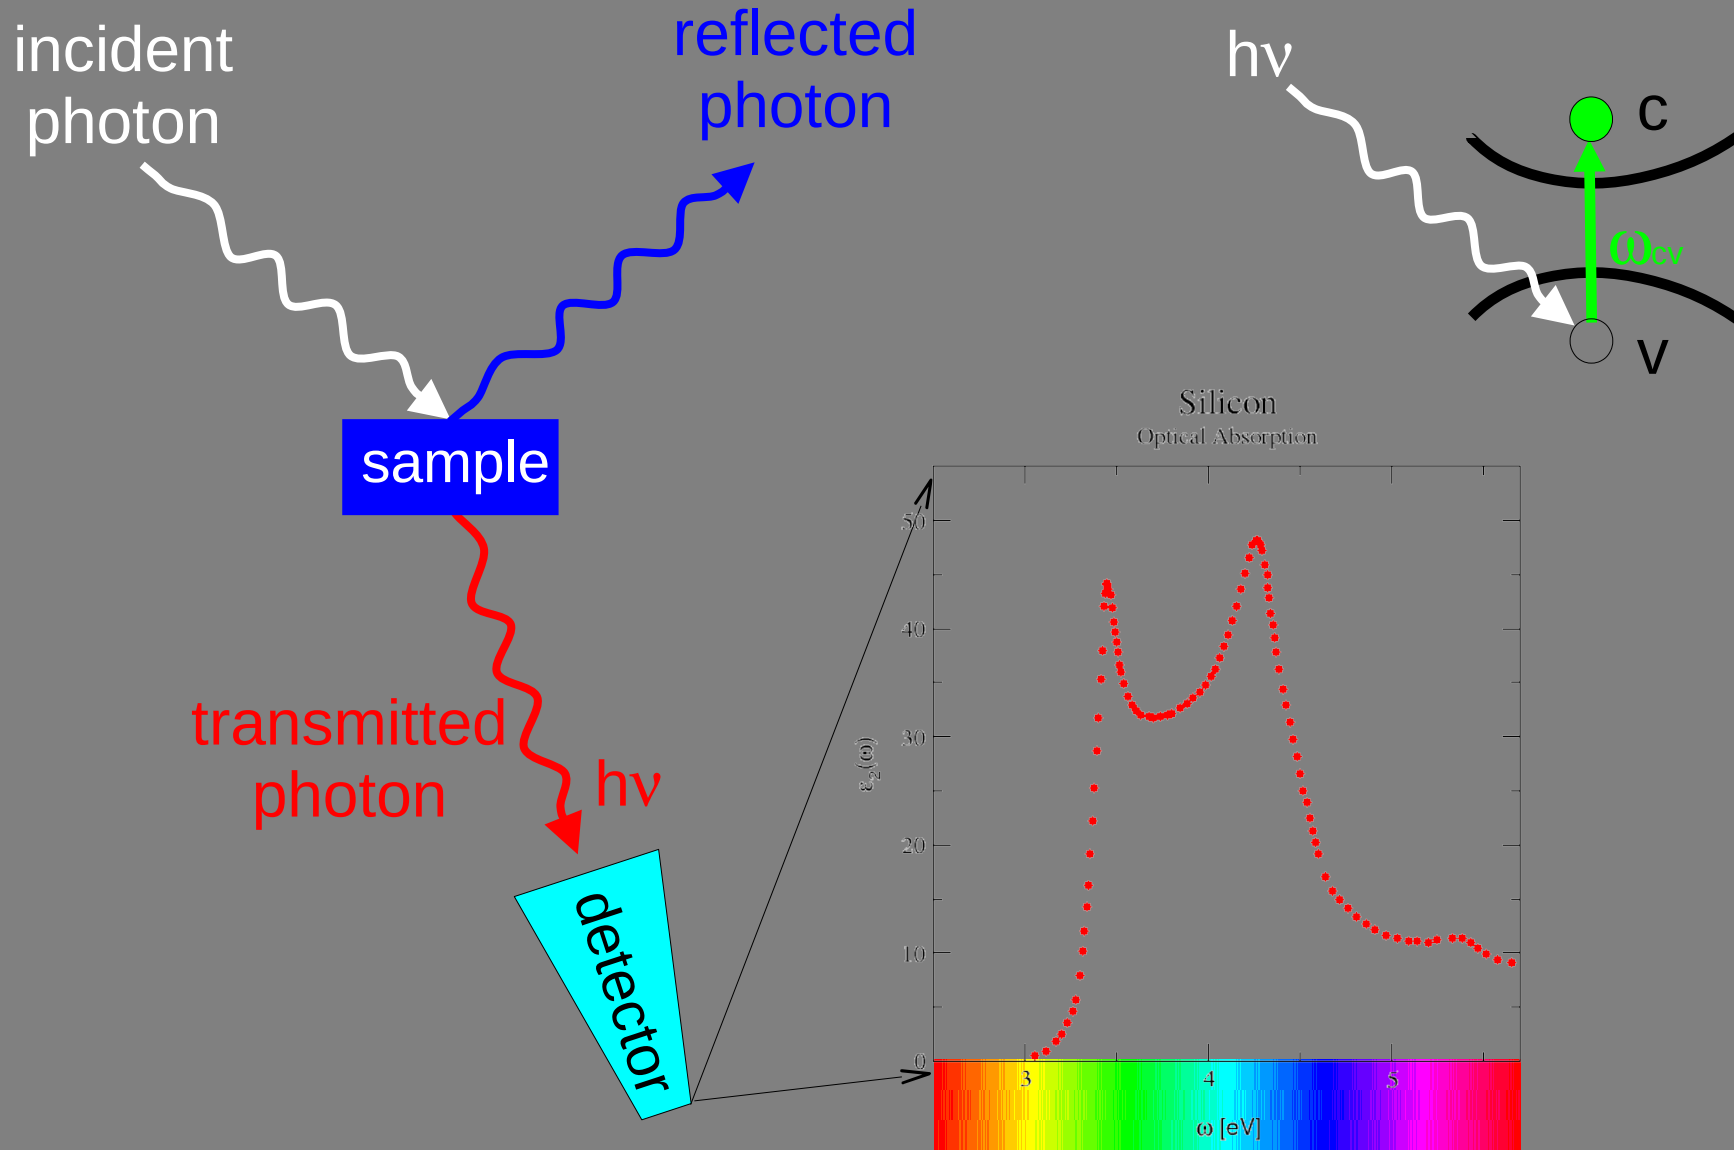 incident
photon
reflected
photon
hν
c
ω_cv
v
sample
transmitted
photon
hν
detector
Silicon
Optical Absorption
50
40
30
20
10
0
ε₂(ω)
3 4 5
ω [eV]